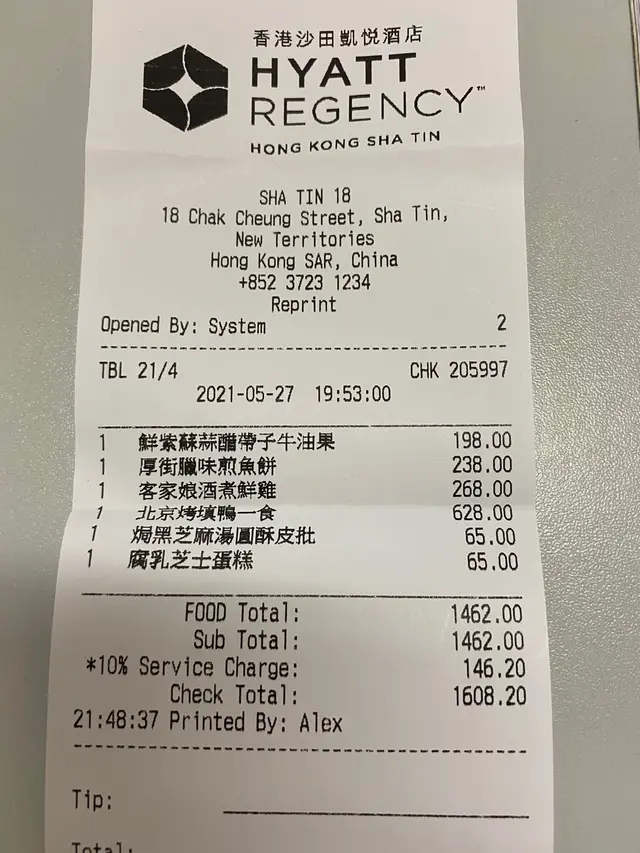 香港沙田凱悅酒店
HYATT
REGENCY™
HONG KONG SHA TIN
SHA TIN 18
18 Chak Cheung Street, Sha Tin,
New Territories
Hong Kong SAR, China
+852 3723 1234
Reprint
Opened By: System 2
TBL 21/4 CHK 205997
2021-05-27 19:53:00
1 鮮紫蘇蒜醋帶子牛油果 198.00
1 厚街臘味煎魚餅 238.00
1 客家娘酒煮鮮雞 268.00
1 北京烤填鴨一食 628.00
1 焗黑芝麻湯圓酥皮批 65.00
1 腐乳芝士蛋糕 65.00
FOOD Total: 1462.00
Sub Total: 1462.00
*10% Service Charge: 146.20
Check Total: 1608.20
21:48:37 Printed By: Alex
Tip:
Total: